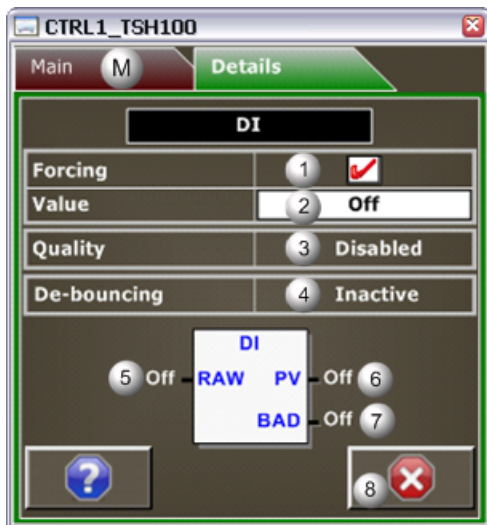 CTRL1_TSH100
Main M Details
DI
Forcing 1
Value 2 Off
Quality 3 Disabled
De-bouncing 4 Inactive
DI
5 Off RAW PV Off 6
BAD Off 7
? 8